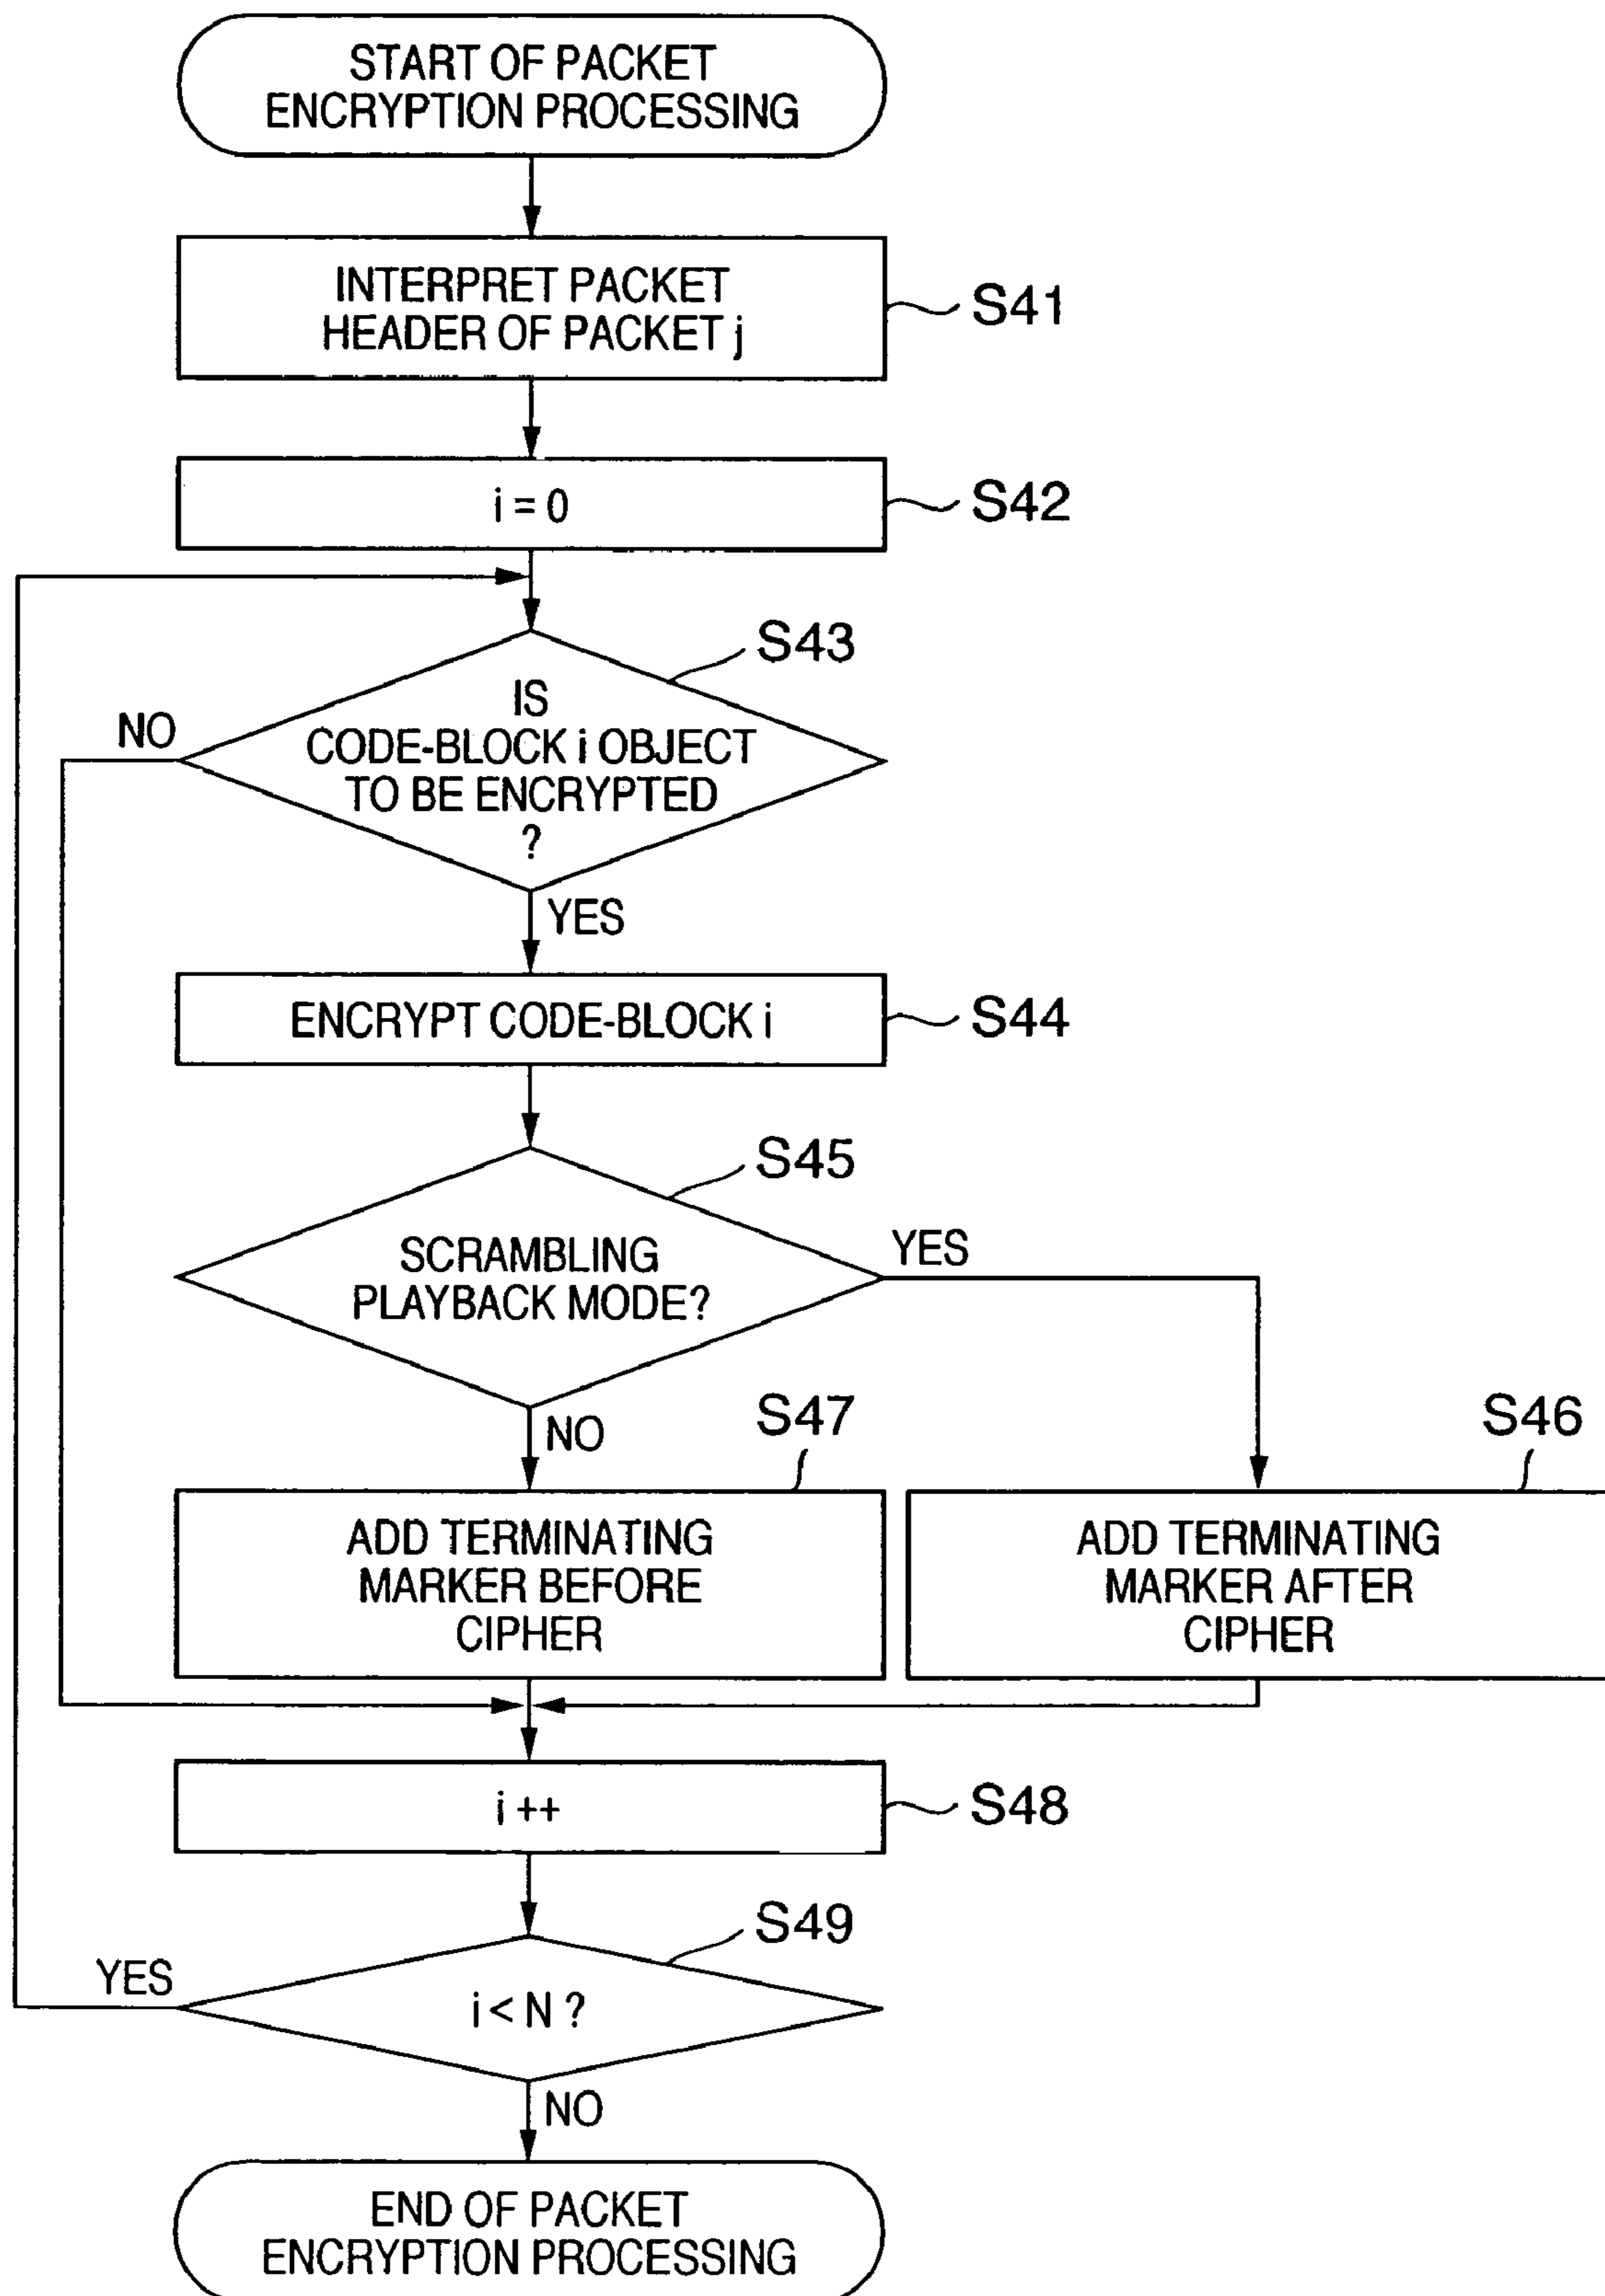 START OF PACKET
ENCRYPTION PROCESSING
INTERPRET PACKET
HEADER OF PACKET j
S41
i = 0
S42
S43
IS
CODE-BLOCK i OBJECT
TO BE ENCRYPTED
?
NO
YES
ENCRYPT CODE-BLOCK i
S44
S45
SCRAMBLING
PLAYBACK MODE?
YES
NO
S47
S46
ADD TERMINATING
MARKER BEFORE
CIPHER
ADD TERMINATING
MARKER AFTER
CIPHER
i ++
S48
S49
YES
i < N ?
NO
END OF PACKET
ENCRYPTION PROCESSING